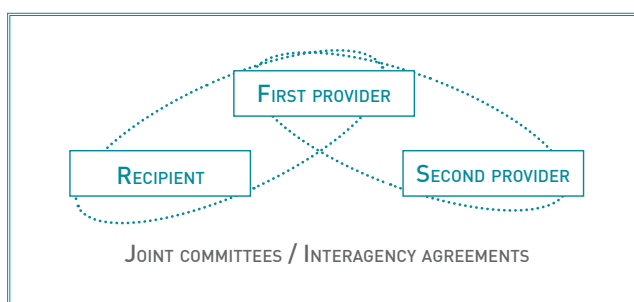 First provider
Recipient
Second provider
Joint committees / Interagency agreements